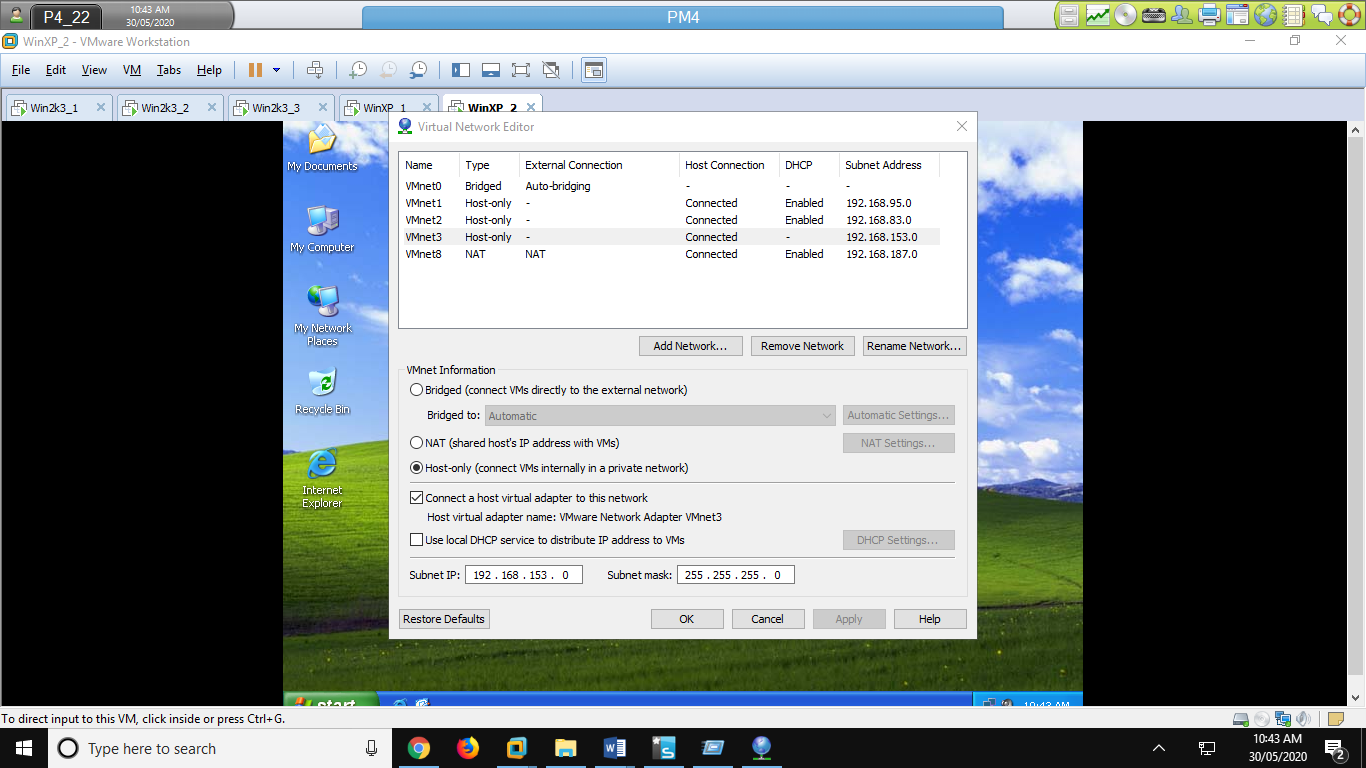 P4_22
10:43 AM
30/05/2020
PM4
WinXP_2 - VMware Workstation
File Edit View VM Tabs Help
Win2k3_1 Win2k3_2 Win2k3_3 WinXP_1 WinXP_2
My Documents
My Computer
My Network
Places
Recycle Bin
Internet
Explorer
Virtual Network Editor
Name Type External Connection Host Connection DHCP Subnet Address
VMnet0 Bridged Auto-bridging - - -
VMnet1 Host-only - Connected Enabled 192.168.95.0
VMnet2 Host-only - Connected Enabled 192.168.83.0
VMnet3 Host-only - Connected - 192.168.153.0
VMnet8 NAT NAT Connected Enabled 192.168.187.0
Add Network... Remove Network Rename Network...
VMnet Information
Bridged (connect VMs directly to the external network)
Bridged to: Automatic Automatic Settings...
NAT (shared host's IP address with VMs) NAT Settings...
Host-only (connect VMs internally in a private network)
Connect a host virtual adapter to this network
Host virtual adapter name: VMware Network Adapter VMnet3
Use local DHCP service to distribute IP address to VMs DHCP Settings...
Subnet IP: 192 . 168 . 153 . 0 Subnet mask: 255 . 255 . 255 . 0
Restore Defaults OK Cancel Apply Help
start 10:43 AM
To direct input to this VM, click inside or press Ctrl+G.
Type here to search
10:43 AM
30/05/2020
2